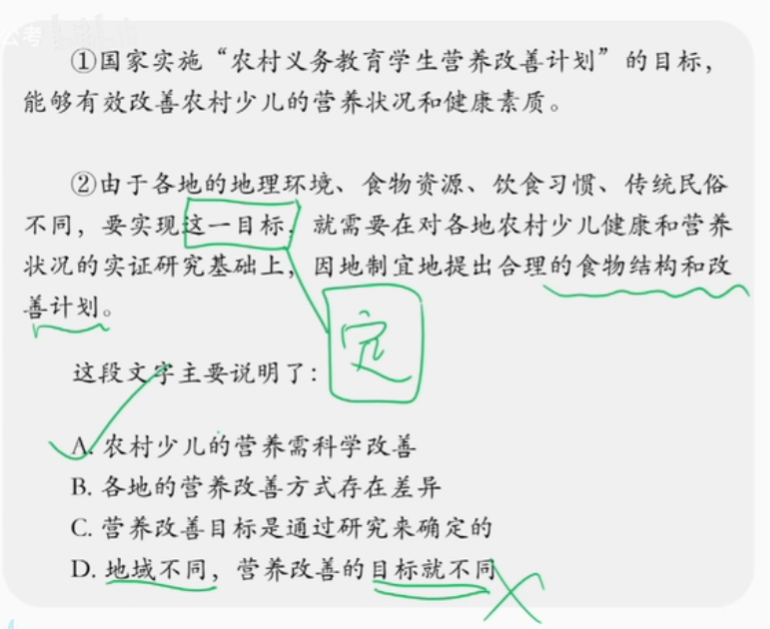 公考
①国家实施“农村义务教育学生营养改善计划”的目标，
能够有效改善农村少儿的营养状况和健康素质。
②由于各地的地理环境、食物资源、饮食习惯、传统民俗
不同，要实现这一目标，就需要在对各地农村少儿健康和营养
状况的实证研究基础上，因地制宜地提出合理的食物结构和改
善计划。
定
这段文字主要说明了：
A. 农村少儿的营养需科学改善
B. 各地的营养改善方式存在差异
C. 营养改善目标是通过研究来确定的
D. 地域不同，营养改善的目标就不同